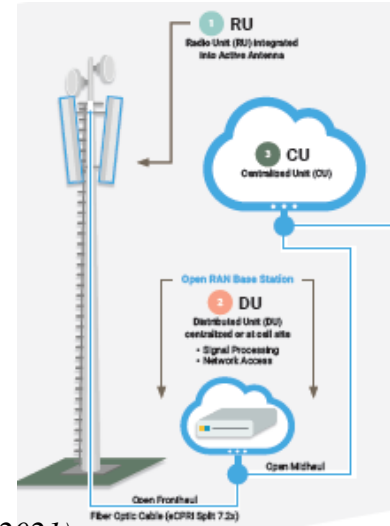 1 RU
Radio Unit (RU) Integrated
Into Active Antenna
3 CU
Centralized Unit (CU)
Open RAN Base Station
2 DU
Distributed Unit (DU)
centralized or at cell site
• Signal Processing
• Network Access
Open Midhaul
Open Fronthaul
Fiber Optic Cable (eCPRI Split 7.2x)
2021)